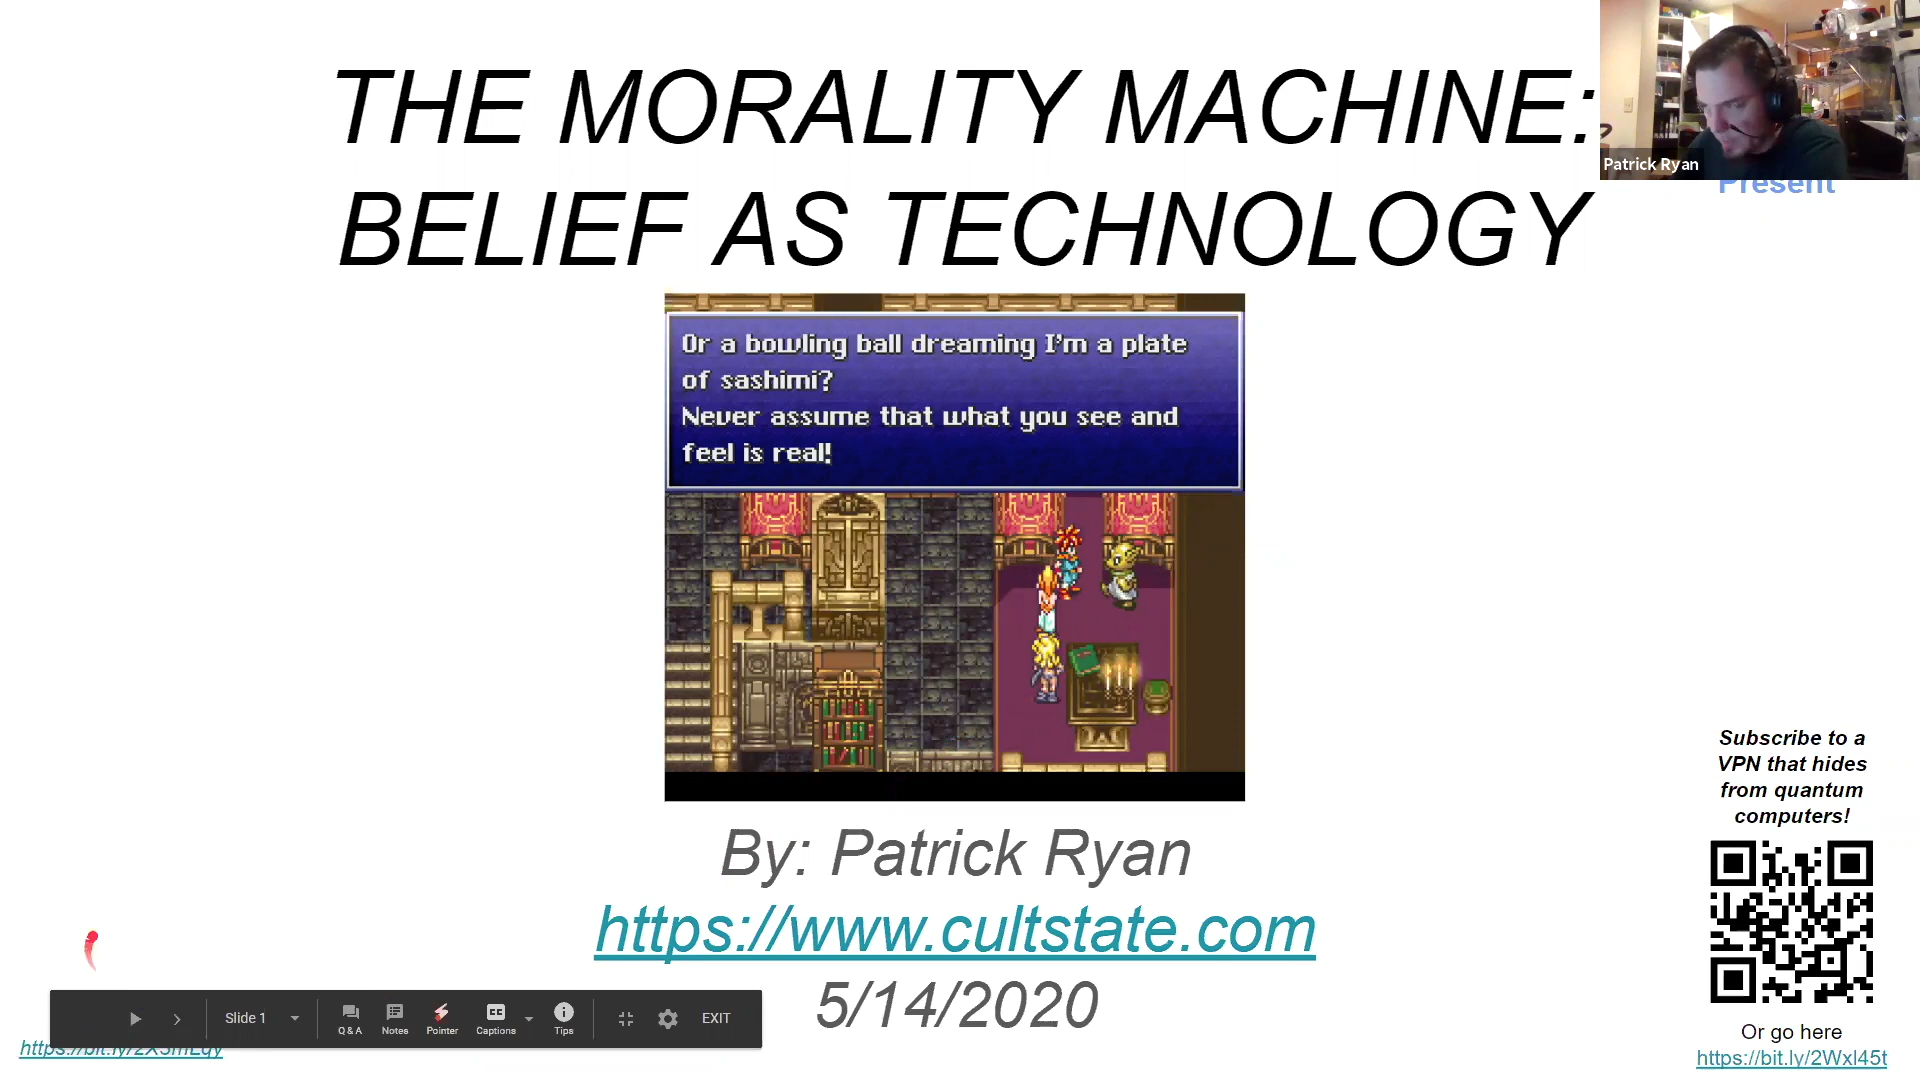 THE MORALITY MACHINE:
BELIEF AS TECHNOLOGY
Patrick Ryan
Present
Or a bowling ball dreaming I'm a plate
of sashimi?
Never assume that what you see and
feel is real!
By: Patrick Ryan
https://www.cultstate.com
5/14/2020
Subscribe to a
VPN that hides
from quantum
computers!
Or go here
https://bit.ly/2Wxl45t
Slide 1
Q & A
Notes
Pointer
CC
Captions
Tips
EXIT